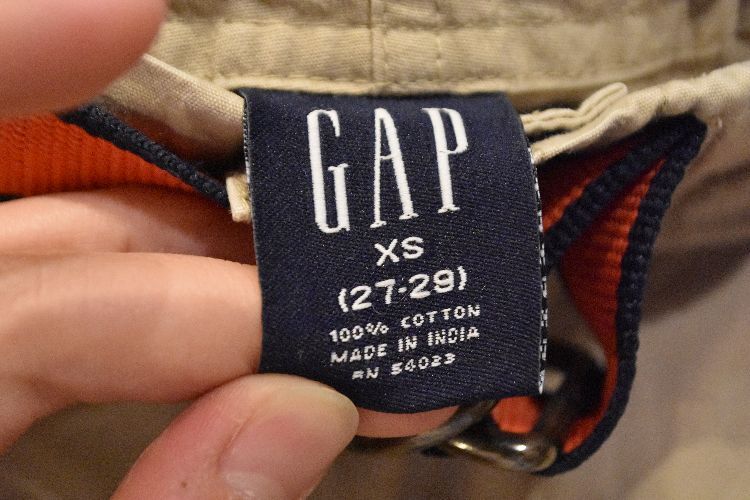 GAP
XS
(27-29)
100% COTTON
MADE IN INDIA
RN 54023